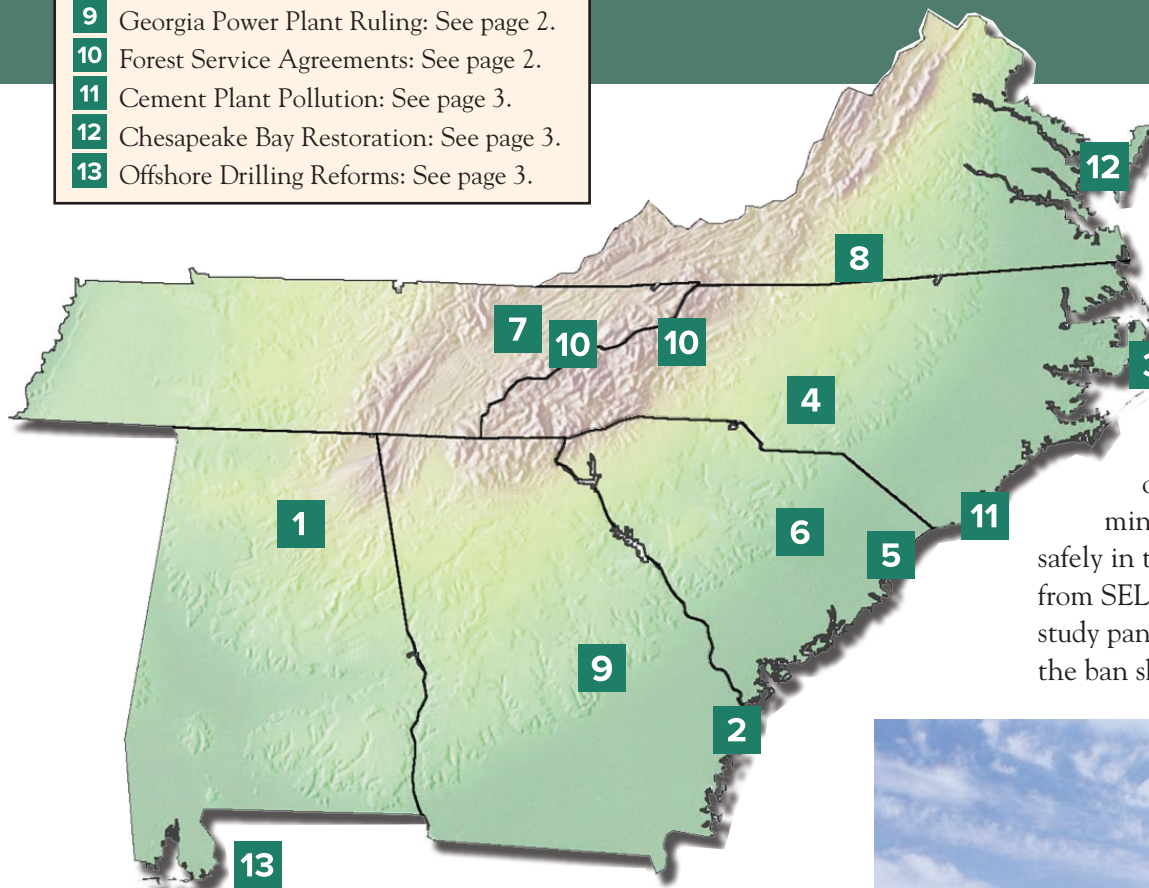 9 Georgia Power Plant Ruling: See page 2.
10 Forest Service Agreements: See page 2.
11 Cement Plant Pollution: See page 3.
12 Chesapeake Bay Restoration: See page 3.
13 Offshore Drilling Reforms: See page 3.
12
8
7
10
10
4
1
6
11
5
safely in
from
study
the ban
9
2
13